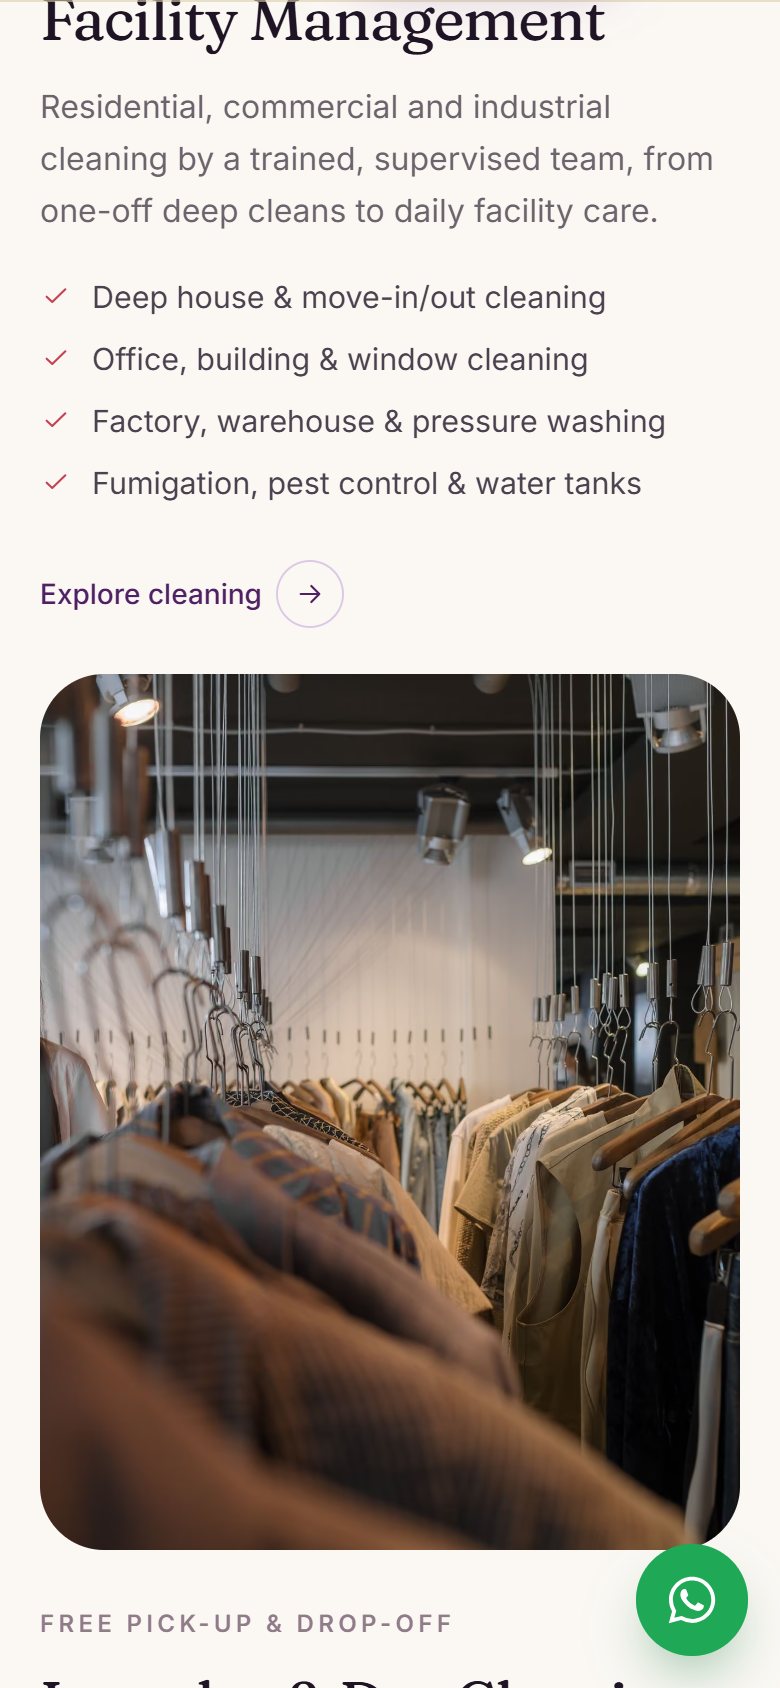 Facility Management
Residential, commercial and industrial
cleaning by a trained, supervised team, from
one-off deep cleans to daily facility care.
Deep house & move-in/out cleaning
Office, building & window cleaning
Factory, warehouse & pressure washing
Fumigation, pest control & water tanks
Explore cleaning
FREE PICK-UP & DROP-OFF